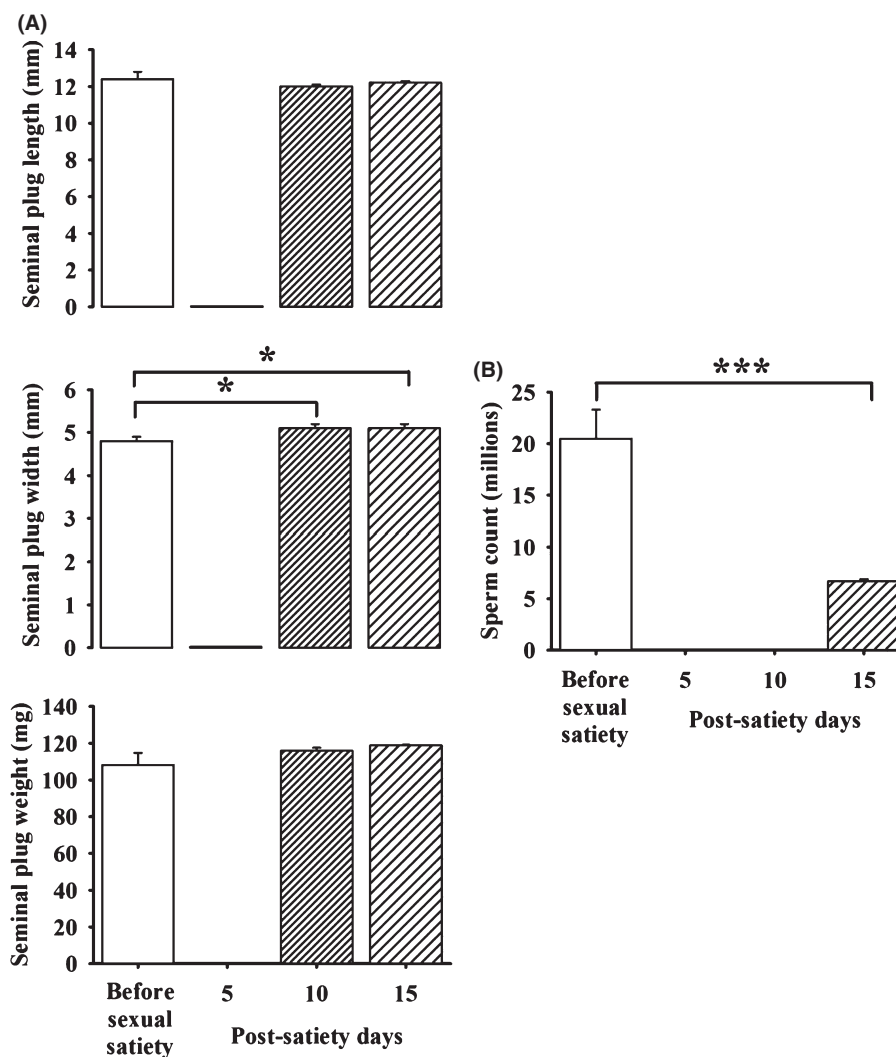 (A)
Seminal plug length (mm)
14
12
10
8
6
4
2
0
Seminal plug width (mm)
6
5
4
3
2
1
0
*
*
Seminal plug weight (mg)
140
120
100
80
60
40
20
0
Before
sexual
satiety
5
10
15
Post-satiety days
(B)
Sperm count (millions)
25
20
15
10
5
0
***
Before
sexual
satiety
5
10
15
Post-satiety days